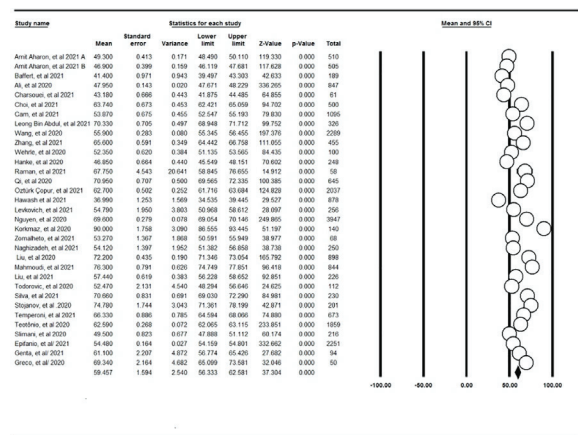 Study name Statistics for each study Mean and 95% CI
Mean Standard error Variance Lower limit Upper limit Z-Value p-Value Total
Amit Aharon, et al 2021 A 49.300 0.413 0.171 48.490 50.110 119.330 0.000 510
Amit Aharon, et al 2021 B 46.900 0.399 0.159 46.119 47.681 117.628 0.000 505
Baffert, et al 2021 41.400 0.971 0.943 39.497 43.303 42.633 0.000 189
Ali, et al/ 2020 47.950 0.143 0.020 47.671 48.229 336.265 0.000 847
Charsouei, et al 2021 43.180 0.666 0.443 41.875 44.485 64.855 0.000 61
Choi, et al/ 2021 63.740 0.673 0.453 62.421 65.059 94.702 0.000 500
Cam, et al/ 2021 53.870 0.675 0.455 52.547 55.193 79.830 0.000 1095
Leong Bin Abdul, et al/ 2021 70.330 0.705 0.497 68.948 71.712 99.752 0.000 326
Wang, et al/ 2020 55.900 0.283 0.080 55.345 56.455 197.376 0.000 2289
Zhang, et al/ 2021 65.600 0.591 0.349 64.442 66.758 111.055 0.000 455
Wehrle, et al/ 2020 52.350 0.620 0.384 51.135 53.565 84.435 0.000 100
Hanke, et al/ 2020 46.850 0.664 0.440 45.549 48.151 70.602 0.000 248
Raman, et al/ 2021 67.750 4.543 20.641 58.845 76.655 14.912 0.000 58
Qi, et al/ 2020 70.950 0.707 0.500 69.565 72.335 100.385 0.000 645
Öztürk Çopur, et al/ 2021 62.700 0.502 0.252 61.716 63.684 124.828 0.000 2037
Hawash et al/ 2021 36.990 1.253 1.569 34.535 39.445 29.527 0.000 878
Levkovich, et al/ 2021 54.790 1.950 3.803 50.968 58.612 28.097 0.000 256
Nguyen, et al/ 2020 69.600 0.279 0.078 69.054 70.146 249.865 0.000 3947
Korkmaz, et al/ 2020 90.000 1.758 3.090 86.555 93.445 51.197 0.000 140
Zornalheto, et al/ 2021 53.270 1.367 1.868 50.591 55.949 38.977 0.000 68
Naghizadeh, et al/ 2021 54.120 1.397 1.952 51.382 56.858 38.738 0.000 250
Liu, et al/ 2020 72.200 0.435 0.190 71.346 73.054 165.792 0.000 898
Mahmoudi, et al/ 2021 76.300 0.791 0.626 74.749 77.851 96.418 0.000 844
Liu, et al/ 2021 57.440 0.619 0.383 56.228 58.652 92.851 0.000 226
Todorovic, et al/ 2020 52.470 2.131 4.540 48.294 56.646 24.625 0.000 112
Silva, et al/ 2021 70.660 0.831 0.691 69.030 72.290 84.981 0.000 230
Stojanov, et al/ 2020 74.780 1.744 3.043 71.361 78.199 42.871 0.000 201
Temperoni, et al/ 2021 66.330 0.886 0.785 64.594 68.066 74.880 0.000 673
Teotônio, et al/ 2020 62.590 0.268 0.072 62.065 63.115 233.851 0.000 1859
Slimani, et al/ 2020 49.500 0.823 0.677 47.888 51.112 60.174 0.000 216
Epifanio, et al/ 2021 54.480 0.164 0.027 54.159 54.801 332.662 0.000 2251
Genta, et al/ 2021 61.100 2.207 4.872 56.774 65.426 27.682 0.000 94
Greco, et al/ 2020 69.340 2.164 4.682 65.099 73.581 32.046 0.000 50
59.457 1.594 2.540 56.333 62.581 37.304 0.000
-100.00 -50.00 0.00 50.00 100.00